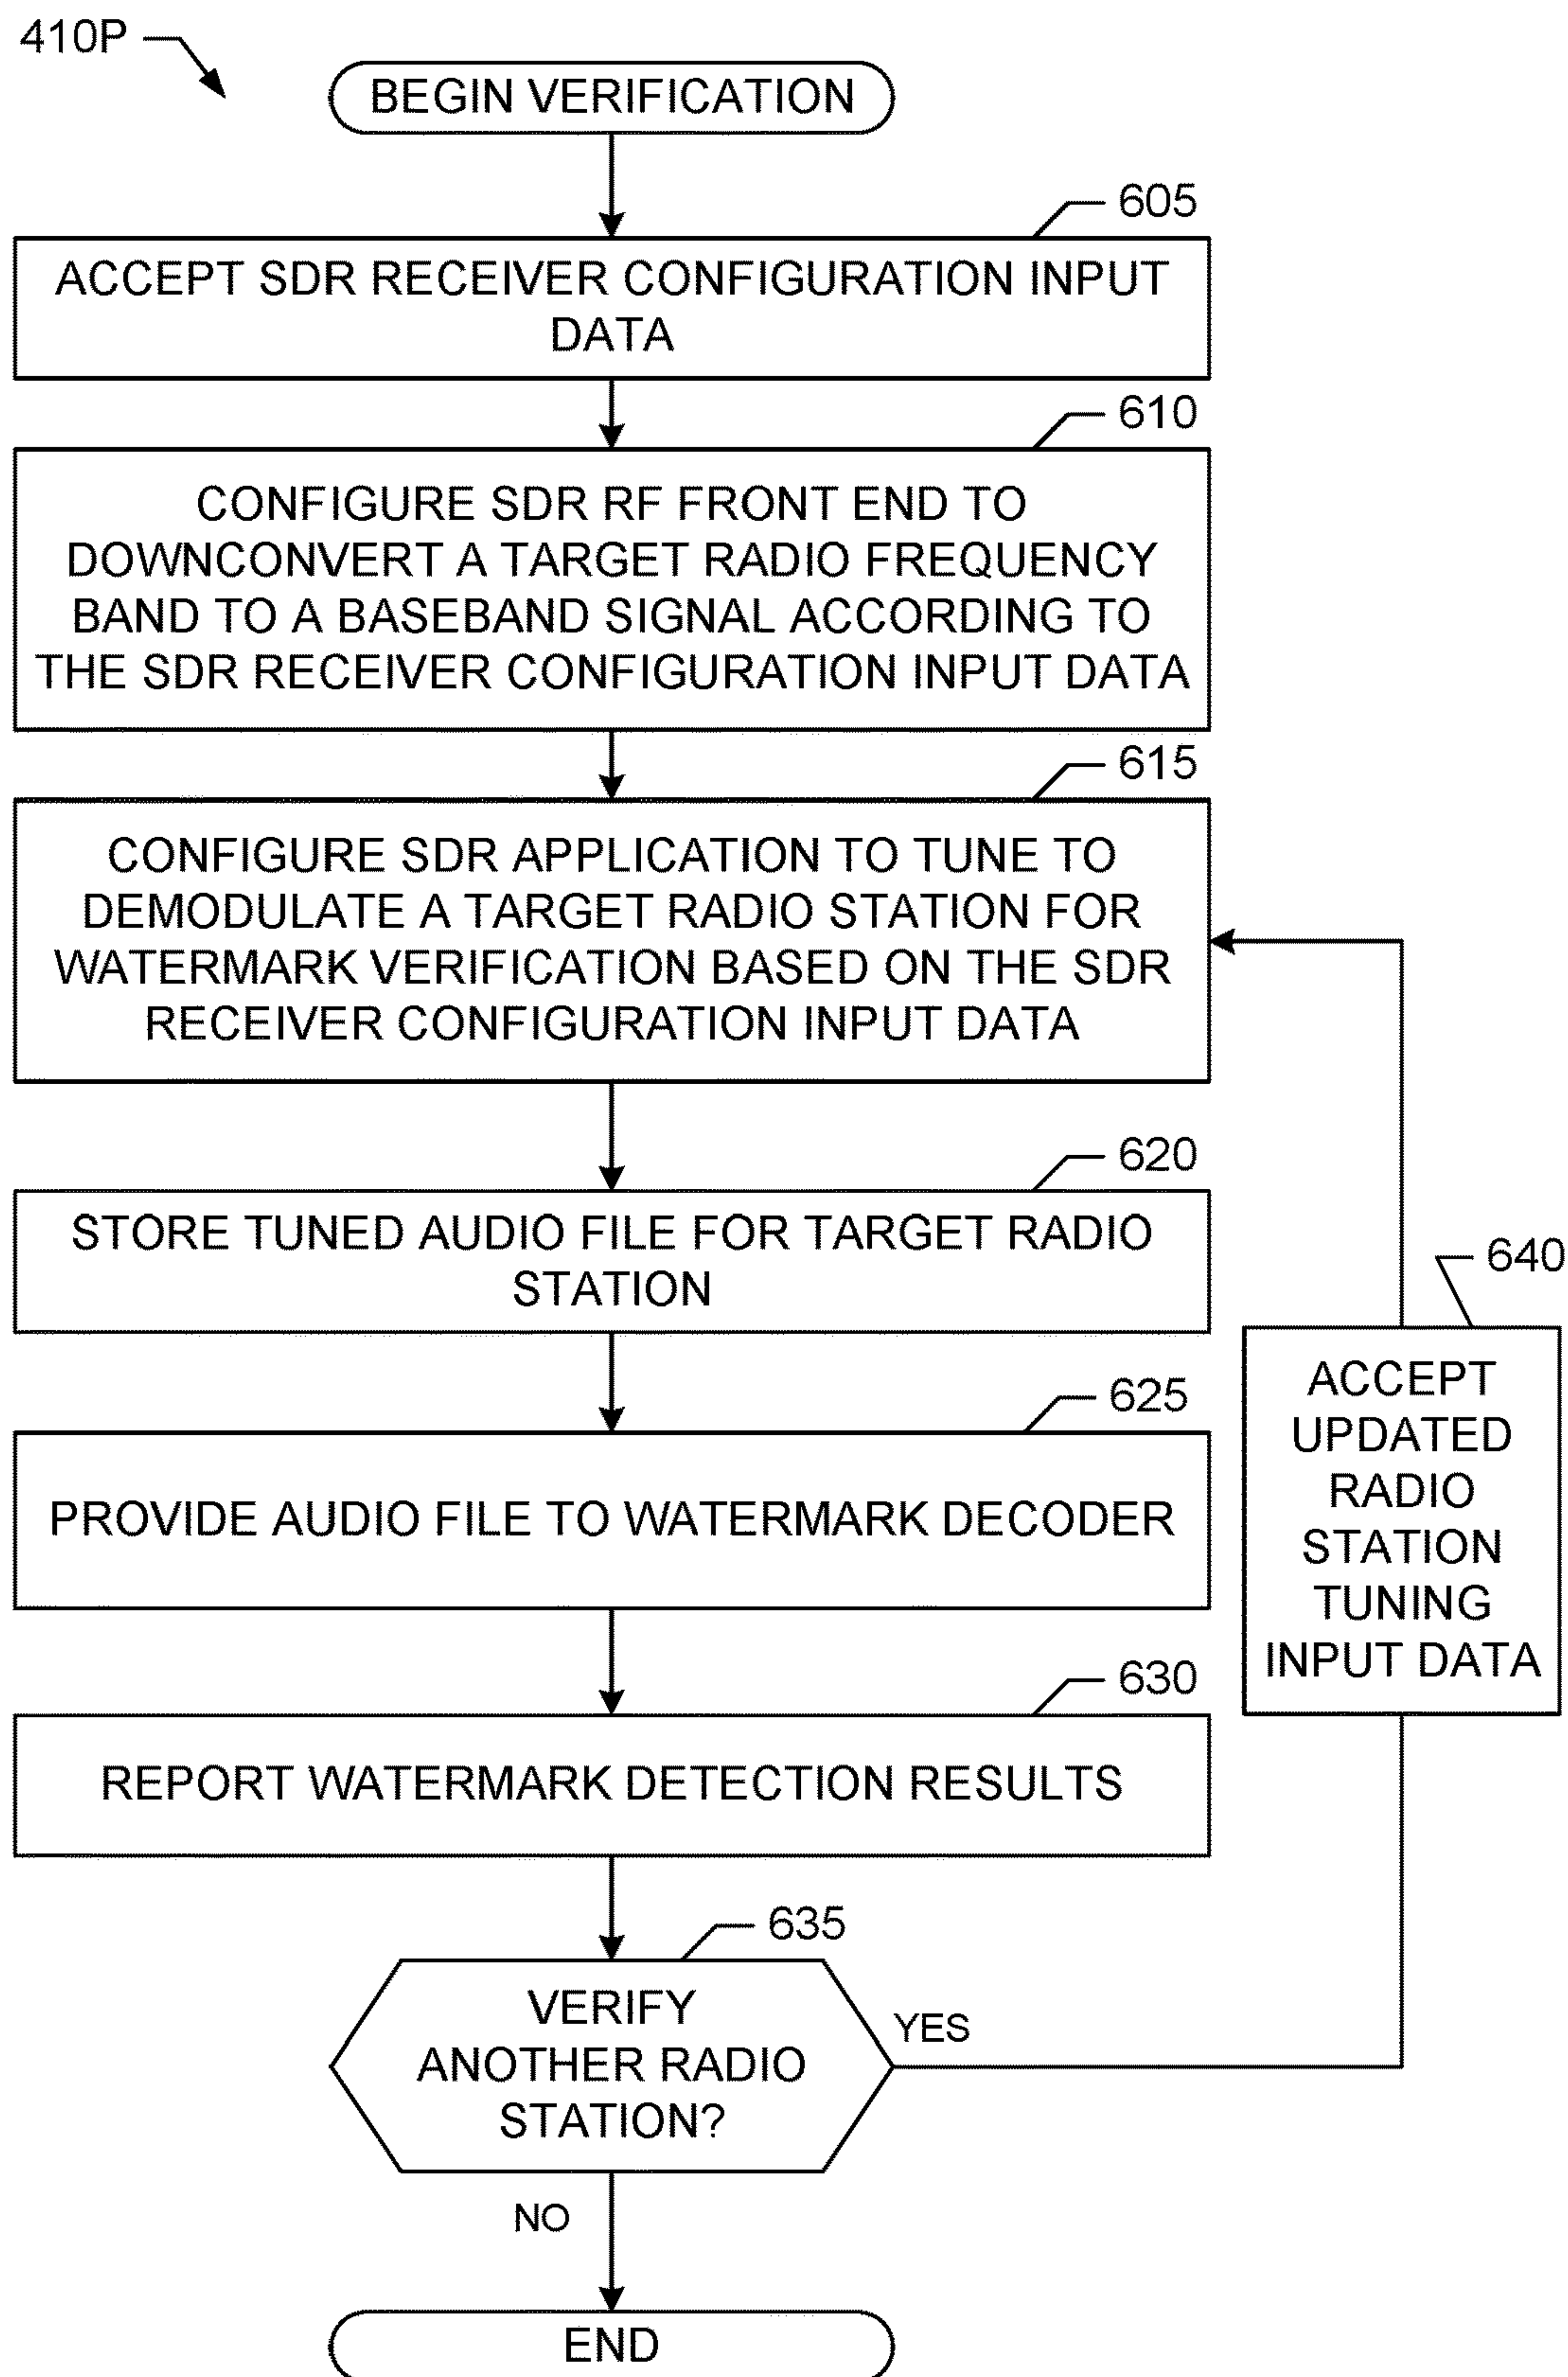 410P
BEGIN VERIFICATION
605
ACCEPT SDR RECEIVER CONFIGURATION INPUT
DATA
610
CONFIGURE SDR RF FRONT END TO
DOWNCONVERT A TARGET RADIO FREQUENCY
BAND TO A BASEBAND SIGNAL ACCORDING TO
THE SDR RECEIVER CONFIGURATION INPUT DATA
615
CONFIGURE SDR APPLICATION TO TUNE TO
DEMODULATE A TARGET RADIO STATION FOR
WATERMARK VERIFICATION BASED ON THE SDR
RECEIVER CONFIGURATION INPUT DATA
620
STORE TUNED AUDIO FILE FOR TARGET RADIO
STATION
640
ACCEPT
UPDATED
RADIO
STATION
TUNING
INPUT DATA
625
PROVIDE AUDIO FILE TO WATERMARK DECODER
630
REPORT WATERMARK DETECTION RESULTS
635
VERIFY
ANOTHER RADIO
STATION?
YES
NO
END